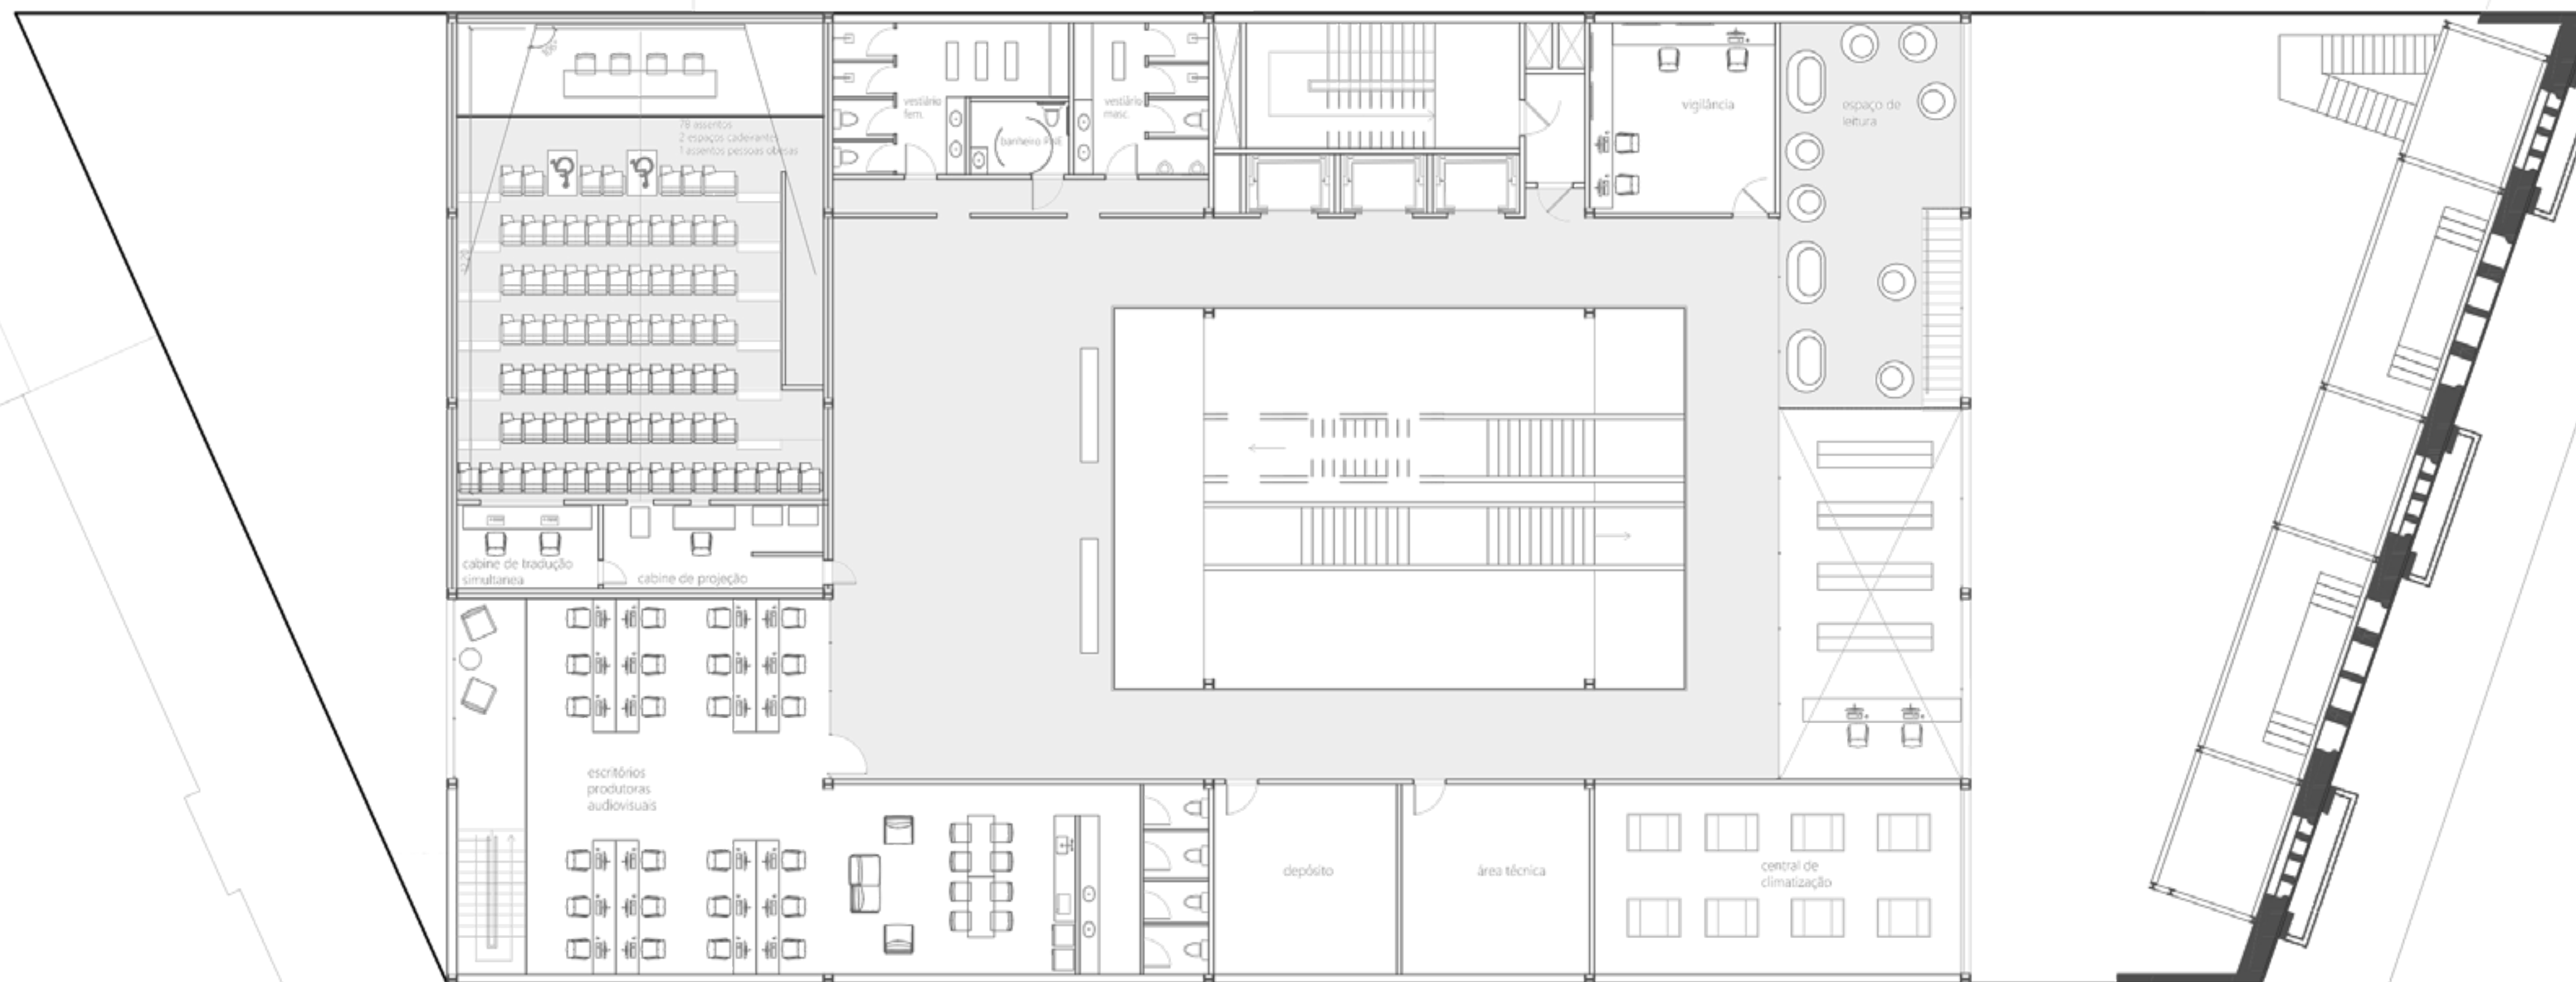 78 assentos
2 espaços cadeirantes
1 assentos pessoas obesas
vestiário
fem.
banheiro PNE
vestiário
masc.
vigilância
espaço de
leitura
cabine de tradução
simultanea
cabine de projeção
escritórios
produtoras
audiovisuais
depósito
área técnica
central de
climatização